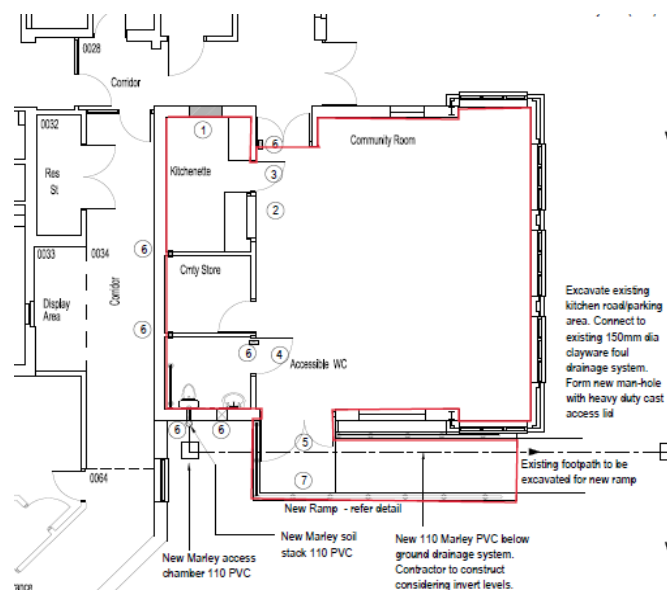 0028
Corridor
0032
1
6
Community Room
Res
St
Kitchenette
3
2
0033
0034
6
Cmty Store
Corridor
Display
Area
6
6
4
Accessible WC
Excavate existing
kitchen road/parking
area. Connect to
existing 150mm dia
clayware foul
drainage system.
Form new man-hole
with heavy duty cast
access lid
6
6
5
7
0064
Existing footpath to be
excavated for new ramp
New Ramp - refer detail
New Marley access
chamber 110 PVC
New Marley soil
stack 110 PVC
New 110 Marley PVC below
ground drainage system.
Contractor to construct
considering invert levels.